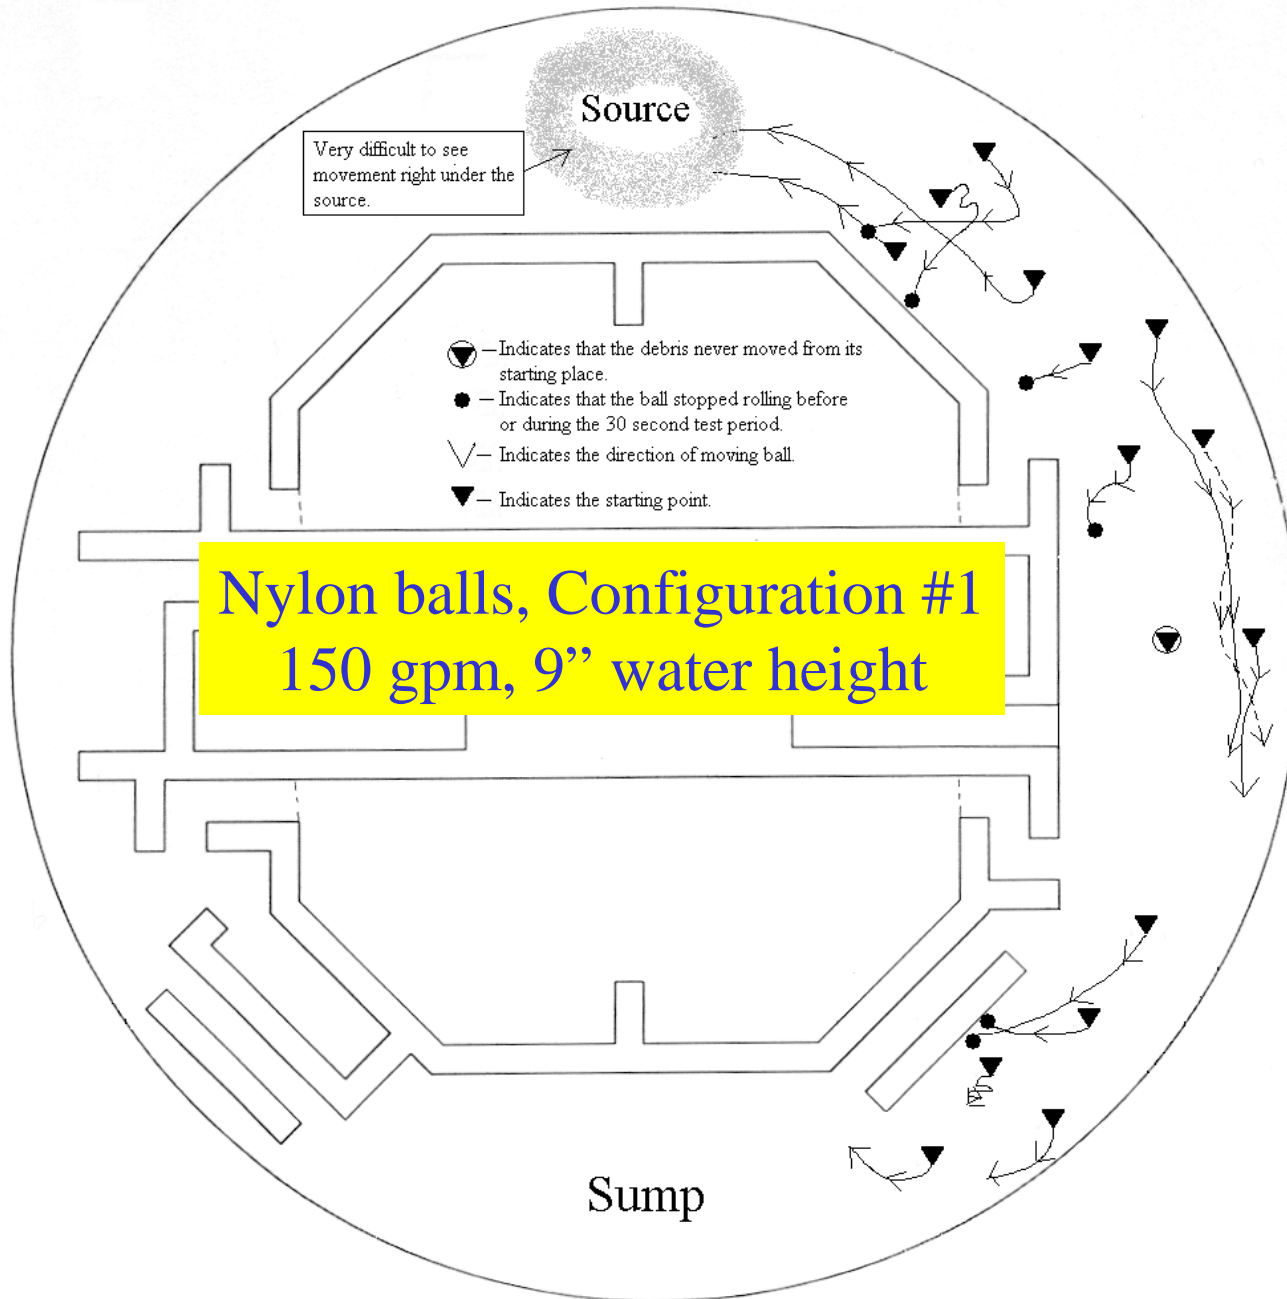 Source
Very difficult to see
movement right under the
source.
—Indicates that the debris never moved from its
starting place.
— Indicates that the ball stopped rolling before
or during the 30 second test period.
— Indicates the direction of moving ball.
— Indicates the starting point.
Nylon balls, Configuration #1
150 gpm, 9” water height
Sump